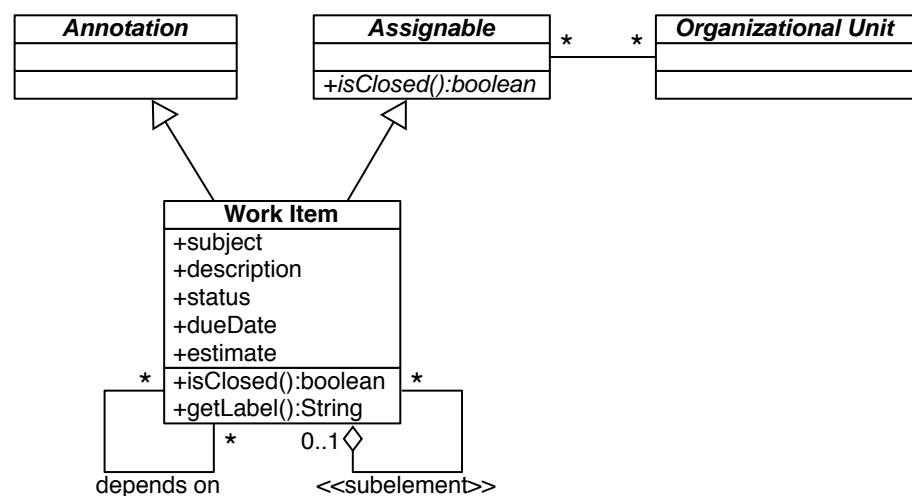 Annotation
Assignable
Organizational Unit
* *
+isClosed():boolean
Work Item
+subject
+description
+status
+dueDate
+estimate
+isClosed():boolean
+getLabel():String
* *
* 0..1
depends on <<subelement>>